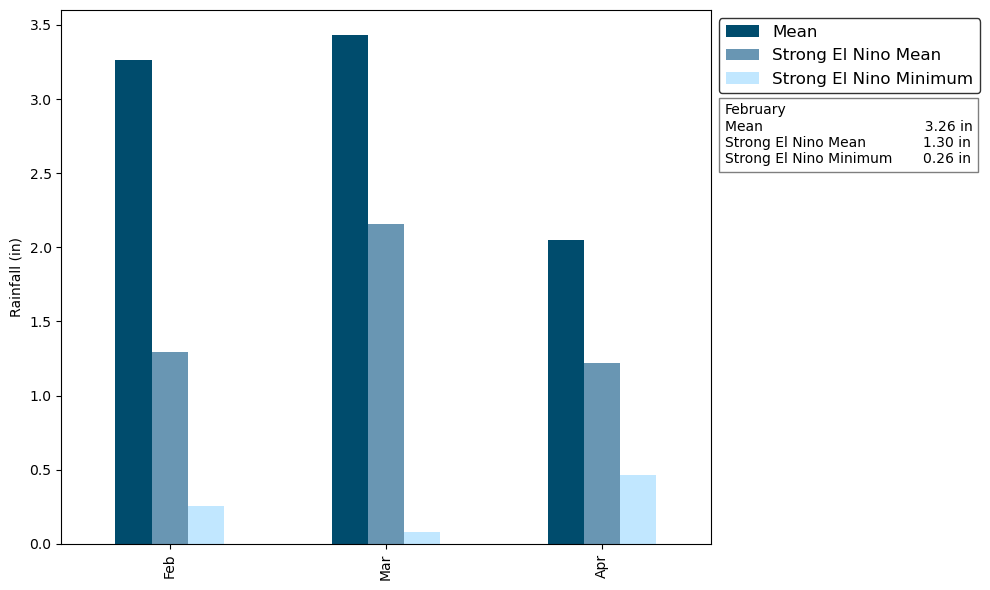 3.5
3.0
2.5
2.0
1.5
1.0
0.5
0.0
Rainfall (in)
Feb
Mar
Apr
Mean
Strong El Nino Mean
Strong El Nino Minimum
February
Mean 3.26 in
Strong El Nino Mean 1.30 in
Strong El Nino Minimum 0.26 in